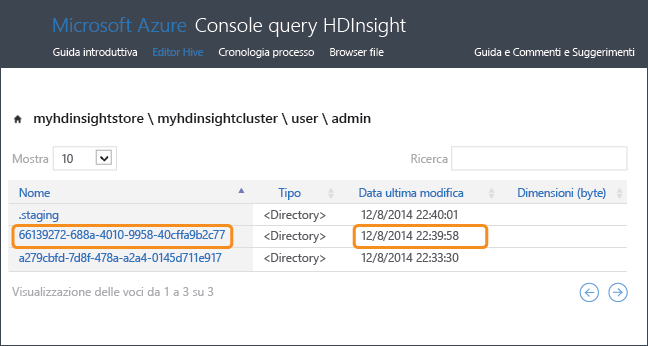 Microsoft Azure Console query HDInsight
Guida introduttiva Editor Hive Cronologia processo Browser file Guida e Commenti e Suggerimenti
myhdinsightstore \ myhdinsightcluster \ user \ admin
Mostra 10 Ricerca
Nome Tipo Data ultima modifica Dimensioni (byte)
.staging <Directory> 12/8/2014 22:40:01
66139272-688a-4010-9958-40cffa9b2c77 <Directory> 12/8/2014 22:39:58
a279cbfd-7d8f-478a-a2a4-0145d711e917 <Directory> 12/8/2014 22:33:30
Visualizzazione delle voci da 1 a 3 su 3